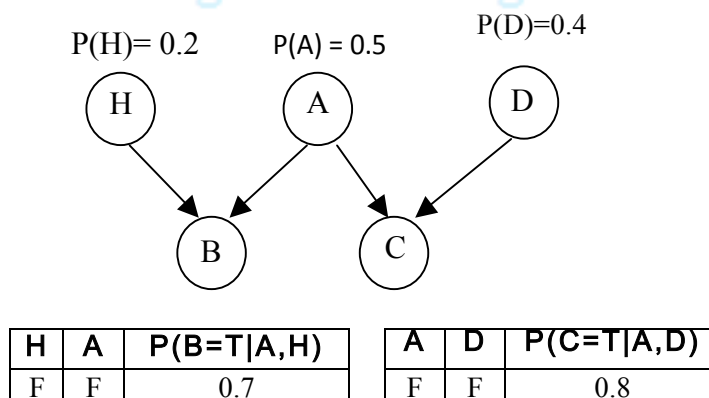 P(H)= 0.2 P(A) = 0.5 P(D)=0.4
H A D
B C
H A P(B=T|A,H)
F F 0.7
A D P(C=T|A,D)
F F 0.8